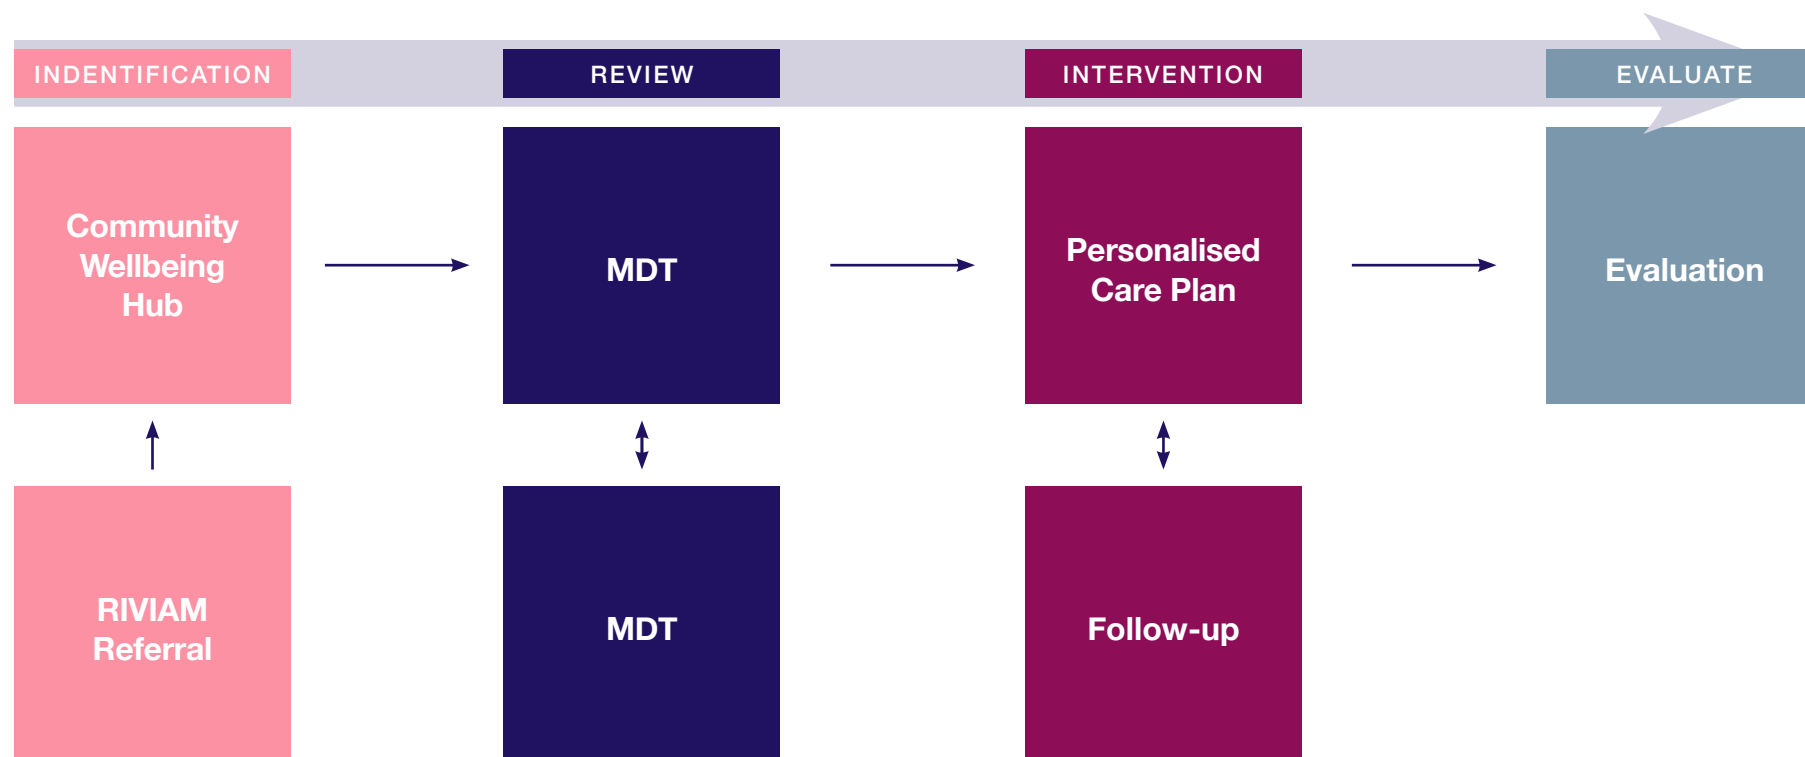 INDENTIFICATION
REVIEW
INTERVENTION
EVALUATE
Community
Wellbeing
Hub
MDT
Personalised
Care Plan
Evaluation
RIVIAM
Referral
MDT
Follow-up